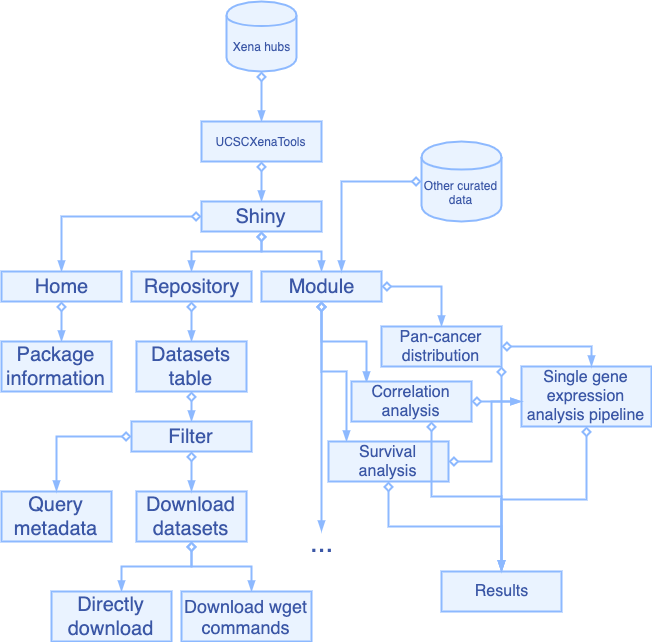 Xena hubs
UCSCXenaTools
Other curated
data
Shiny
Home
Repository
Module
Package
information
Datasets
table
Pan-cancer
distribution
Single gene
expression
analysis pipeline
Correlation
analysis
Filter
Survival
analysis
Query
metadata
Download
datasets
...
Directly
download
Download wget
commands
Results